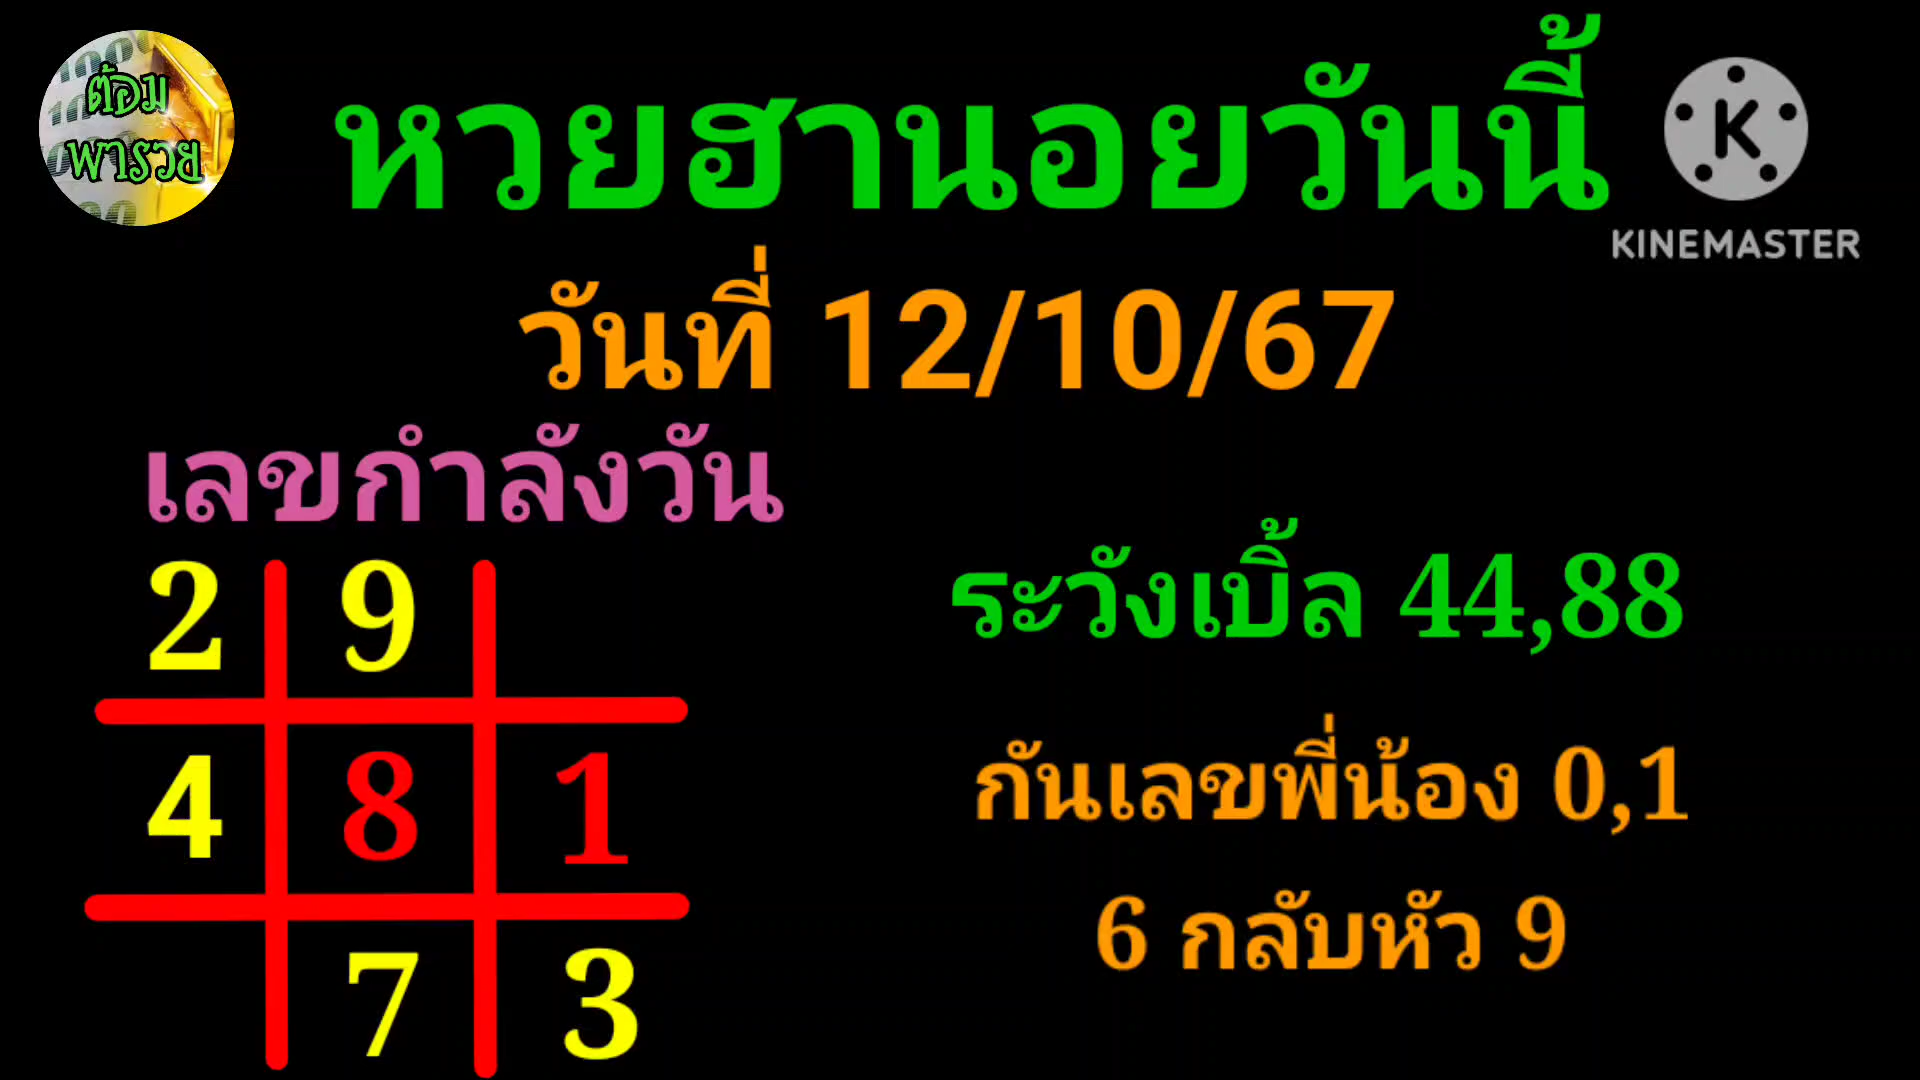 ต้อม
พารวย
หวยฮานอยวันนี้
KINEMASTER
วันที่ 12/10/67
เลขกำลังวัน
2 9
4 8 1
7 3
ระวังเบิ้ล 44,88
กันเลขพี่น้อง 0,1
6 กลับหัว 9